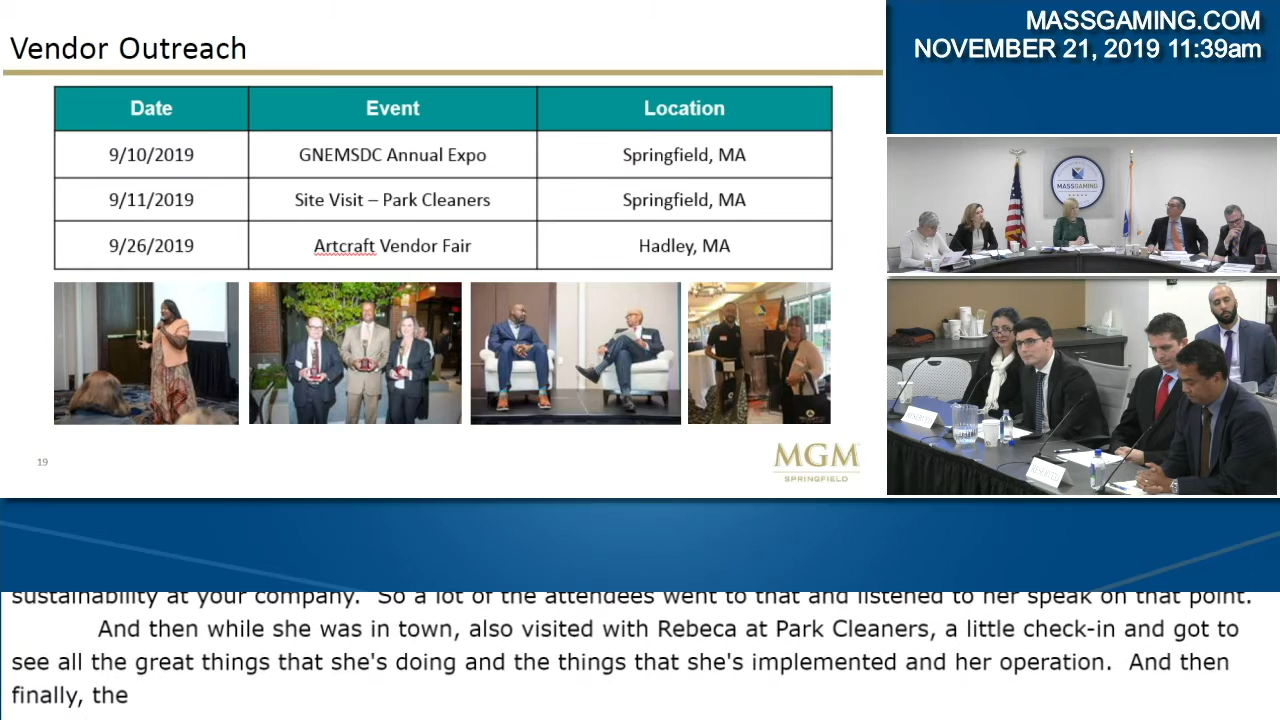 Vendor Outreach
MASSGAMING.COM
NOVEMBER 21, 2019 11:39am
Date Event Location
9/10/2019 GNEMSDC Annual Expo Springfield, MA
9/11/2019 Site Visit – Park Cleaners Springfield, MA
9/26/2019 Artcraft Vendor Fair Hadley, MA
MASSGAMING
RESERVED
RESERVED
19
MGM
SPRINGFIELD
sustainability at your company. So a lot of the attendees went to that and listened to her speak on that point.
And then while she was in town, also visited with Rebeca at Park Cleaners, a little check-in and got to
see all the great things that she's doing and the things that she's implemented and her operation. And then
finally, the